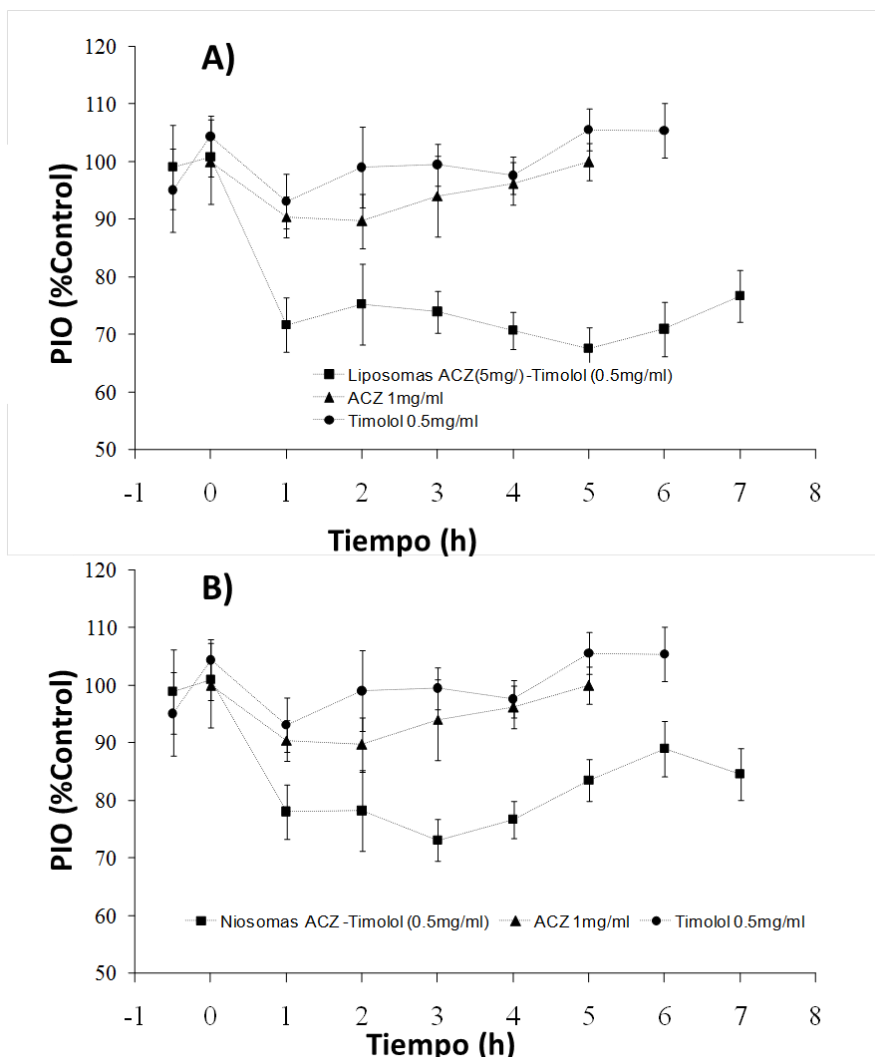 A)
120
110
100
90
80
70
60
50
PIO (%Control)
Liposomas ACZ(5mg/)-Timolol (0.5mg/ml)
ACZ 1mg/ml
Timolol 0.5mg/ml
-1 0 1 2 3 4 5 6 7 8
Tiempo (h)
B)
120
110
100
90
80
70
60
50
PIO (%Control)
Niosomas ACZ -Timolol (0.5mg/ml) ACZ 1mg/ml Timolol 0.5mg/ml
-1 0 1 2 3 4 5 6 7 8
Tiempo (h)